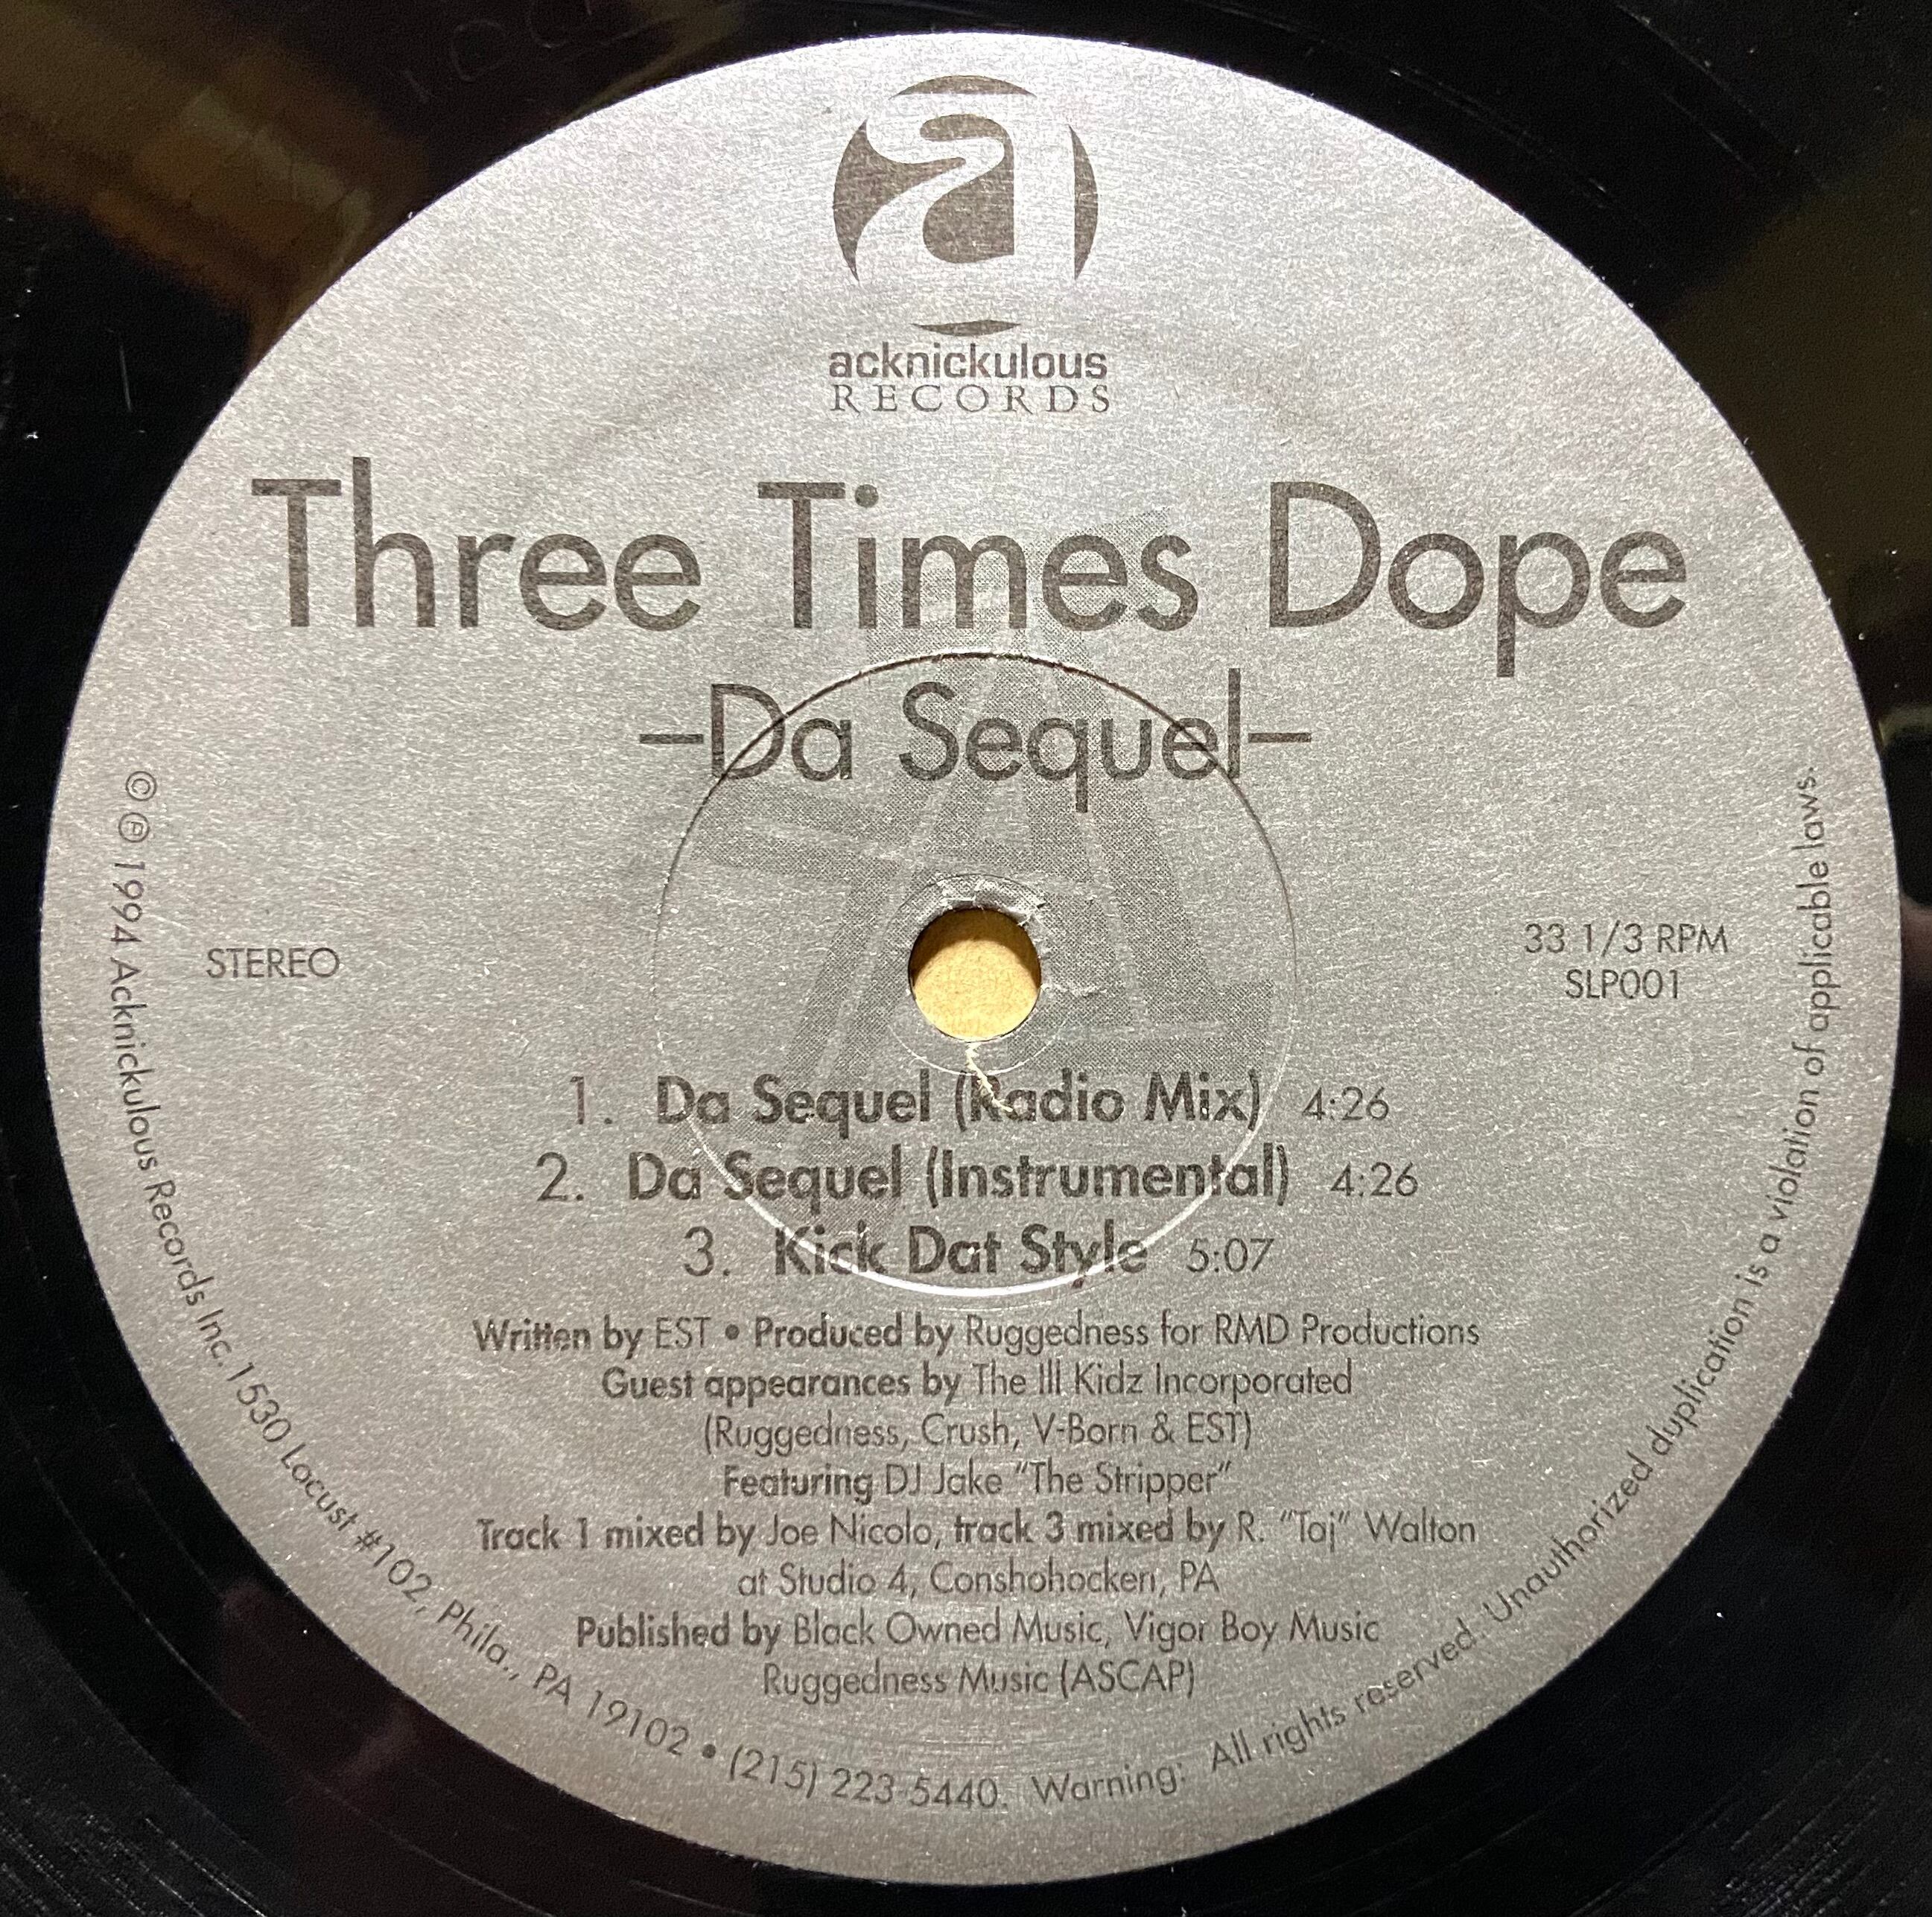 a
acknickulous
RECORDS
Three Times Dope
–Da Sequel–
STEREO
33 1/3 RPM
SLP001
1. Da Sequel (Radio Mix) 4:26
2. Da Sequel (Instrumental) 4:26
3. Kick Dat Style 5:07
Written by EST • Produced by Ruggedness for RMD Productions
Guest appearances by The Ill Kidz Incorporated
(Ruggedness, Crush, V-Born & EST)
Featuring DJ Jake "The Stripper"
Track 1 mixed by Joe Nicolo, track 3 mixed by R. "Taj" Walton
at Studio 4, Conshohocken, PA
Published by Black Owned Music, Vigor Boy Music
Ruggedness Music (ASCAP)
© ℗ 1994 Acknickulous Records Inc. 1530 Locust #102, Phila., PA 19102 • (215) 223-5440. Warning: All rights reserved. Unauthorized duplication is a violation of applicable laws.